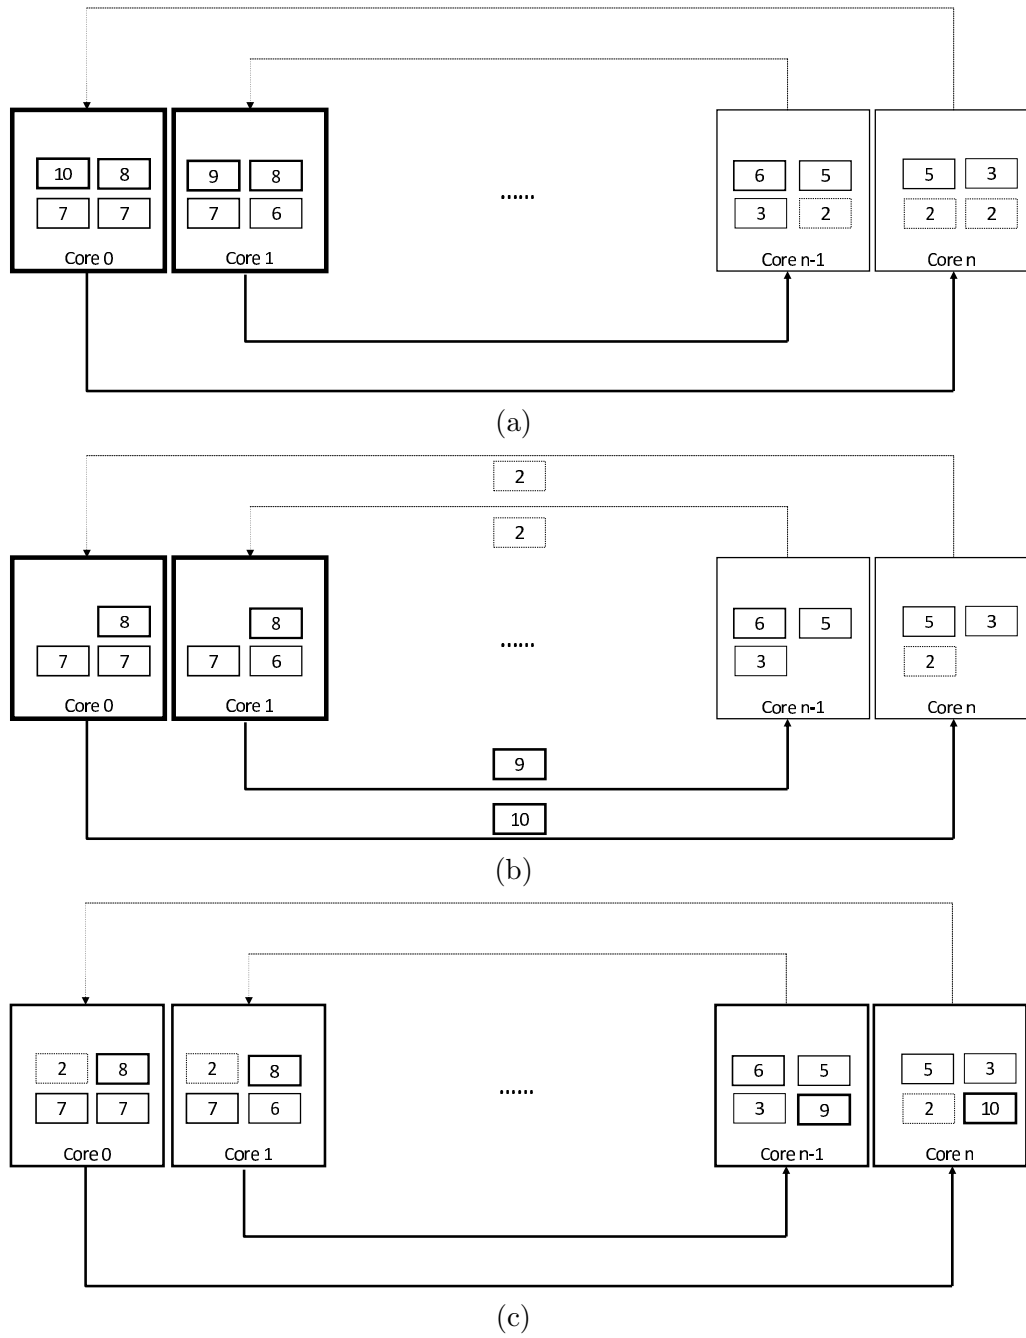 10 8 9 8 6 5 5 3
7 7 7 6 ...... 3 2 2 2
Core 0 Core 1 Core n-1 Core n
(a)
2
2
8 8 6 5 5 3
7 7 7 6 ...... 3 2
Core 0 Core 1 Core n-1 Core n
9
10
(b)
2 8 2 8 6 5 5 3
7 7 7 6 ...... 3 9 2 10
Core 0 Core 1 Core n-1 Core n
(c)